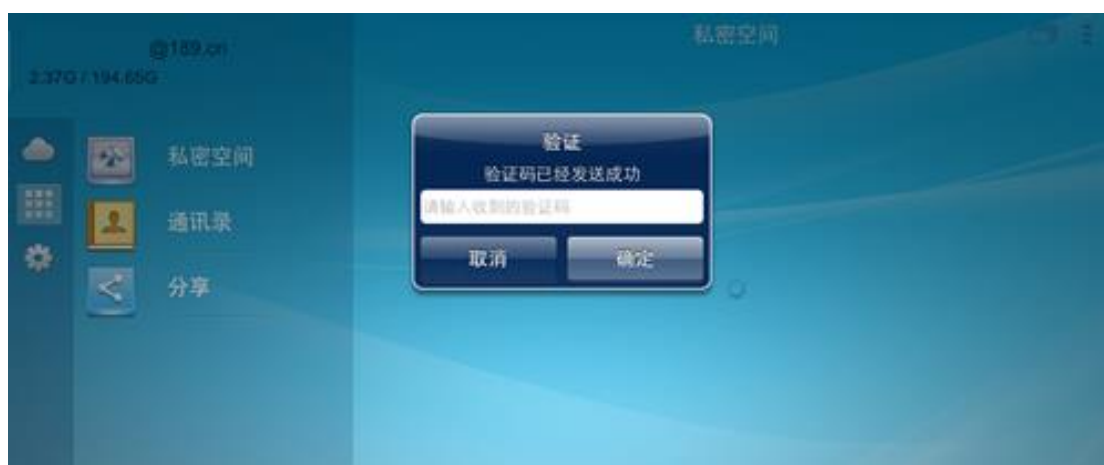 @189.cn
2.37G / 194.65G
私密空间
私密空间
通讯录
分享
验证
验证码已经发送成功
请输入收到的验证码
取消
确定